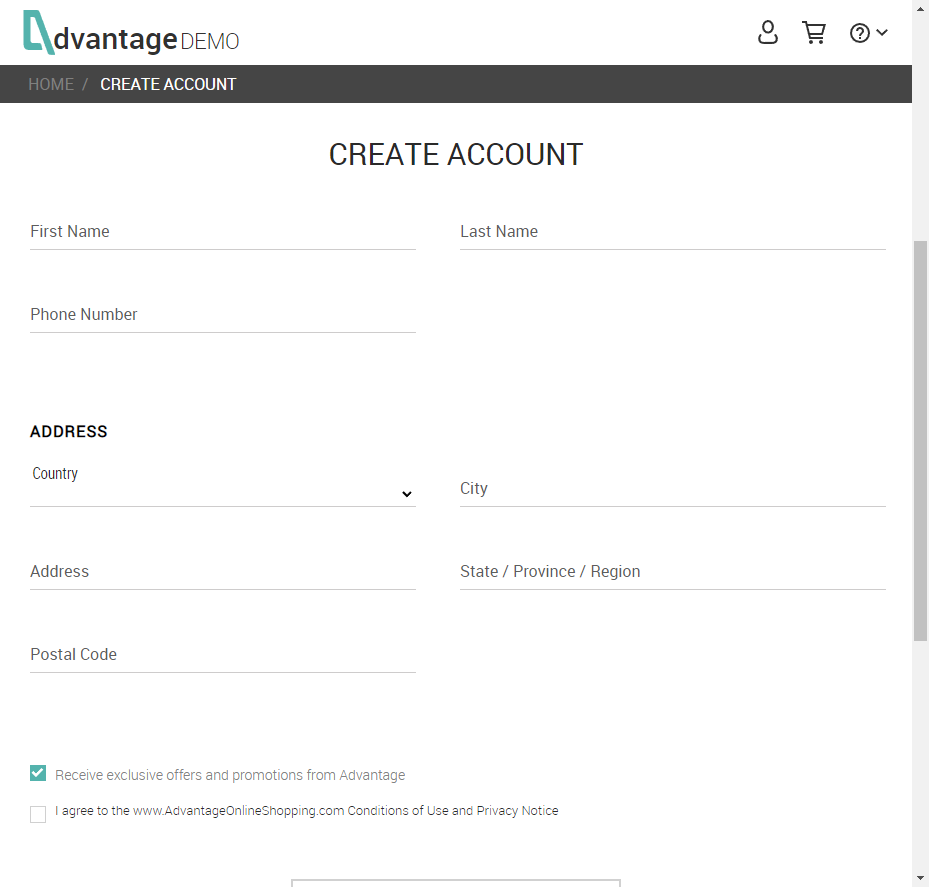 dvantage DEMO
HOME / CREATE ACCOUNT
CREATE ACCOUNT
First Name
Last Name
Phone Number
ADDRESS
Country
City
Address
State / Province / Region
Postal Code
Receive exclusive offers and promotions from Advantage
I agree to the www.AdvantageOnlineShopping.com Conditions of Use and Privacy Notice